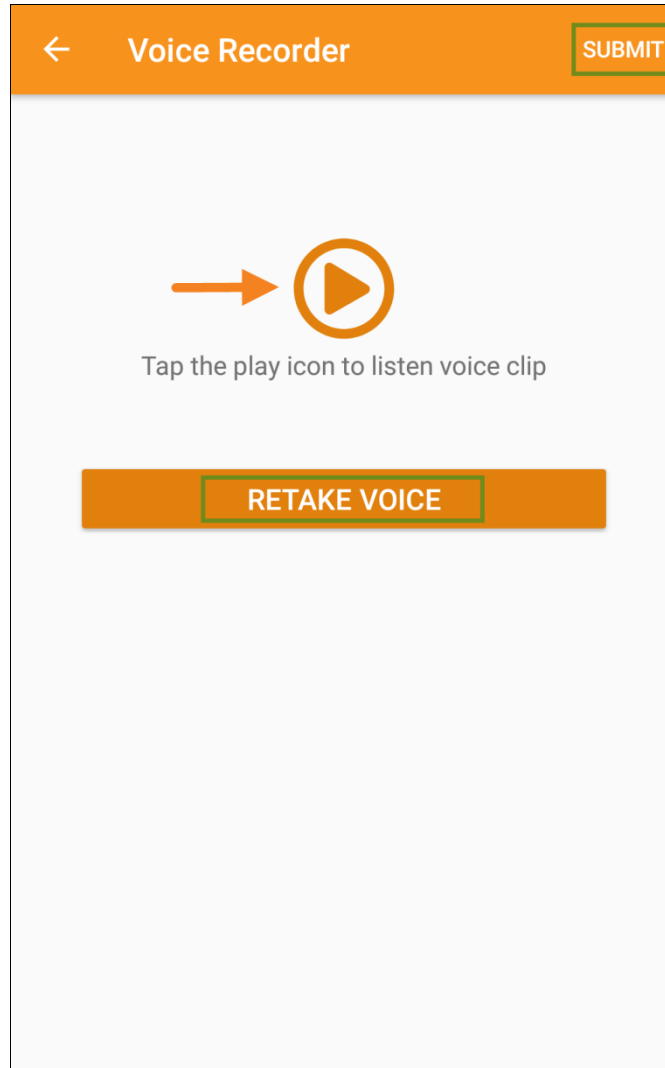 Voice Recorder
SUBMIT
Tap the play icon to listen voice clip
RETAKE VOICE